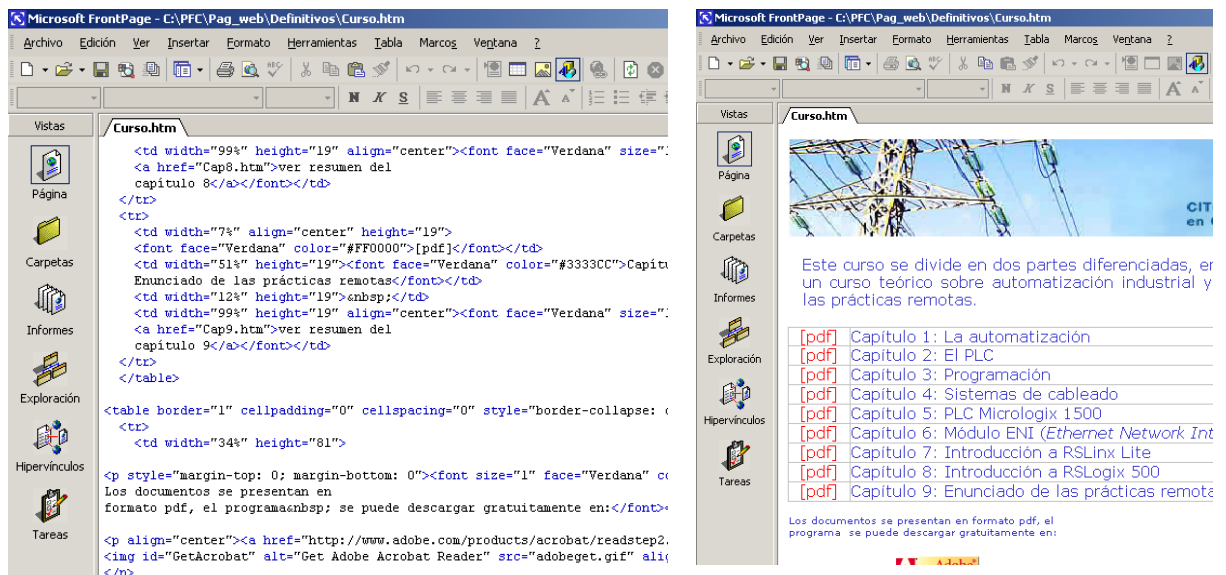 Microsoft FrontPage - C:\PFC\Pag_web\Definitivos\Curso.htm
Archivo Edición Ver Insertar Formato Herramientas Tabla Marcos Ventana ?
N K S
Vistas
Página
Carpetas
Informes
Exploración
Hipervínculos
Tareas
Curso.htm
<td width="99%" height="19" align="center"><font face="Verdana" size="
<a href="Cap8.htm">ver resumen del
capítulo 8</a></font></td>
</tr>
<tr>
<td width="7%" align="center" height="19">
<font face="Verdana" color="#FF0000">[pdf]</font></td>
<td width="51%" height="19"><font face="Verdana" color="#3333CC">Capítu
Enunciado de las prácticas remotas</font></td>
<td width="12%" height="19">&nbsp;</td>
<td width="99%" height="19" align="center"><font face="Verdana" size="
<a href="Cap9.htm">ver resumen del
capítulo 9</a></font></td>
</tr>
</table>
<table border="1" cellpadding="0" cellspacing="0" style="border-collapse: c
<tr>
<td width="34%" height="81">
<p style="margin-top: 0; margin-bottom: 0"><font size="1" face="Verdana" co
Los documentos se presentan en
formato pdf, el programa&nbsp; se puede descargar gratuitamente en:</font><
<p align="center"><a href="http://www.adobe.com/products/acrobat/readstep2.
<img id="GetAcrobat" alt="Get Adobe Acrobat Reader" src="adobeget.gif" alig
</p>
Microsoft FrontPage - C:\PFC\Pag_web\Definitivos\Curso.htm
Archivo Edición Ver Insertar Formato Herramientas Tabla Marcos Ventana ?
N K S
Vistas
Página
Carpetas
Informes
Exploración
Hipervínculos
Tareas
Curso.htm
CIT
en
Este curso se divide en dos partes diferenciadas, en
un curso teórico sobre automatización industrial y
las prácticas remotas.
[pdf] Capítulo 1: La automatización
[pdf] Capítulo 2: El PLC
[pdf] Capítulo 3: Programación
[pdf] Capítulo 4: Sistemas de cableado
[pdf] Capítulo 5: PLC Micrologix 1500
[pdf] Capítulo 6: Módulo ENI (Ethernet Network Int
[pdf] Capítulo 7: Introducción a RSLinx Lite
[pdf] Capítulo 8: Introducción a RSLogix 500
[pdf] Capítulo 9: Enunciado de las prácticas remota
Los documentos se presentan en formato pdf, el
programa se puede descargar gratuitamente en:
Adobe